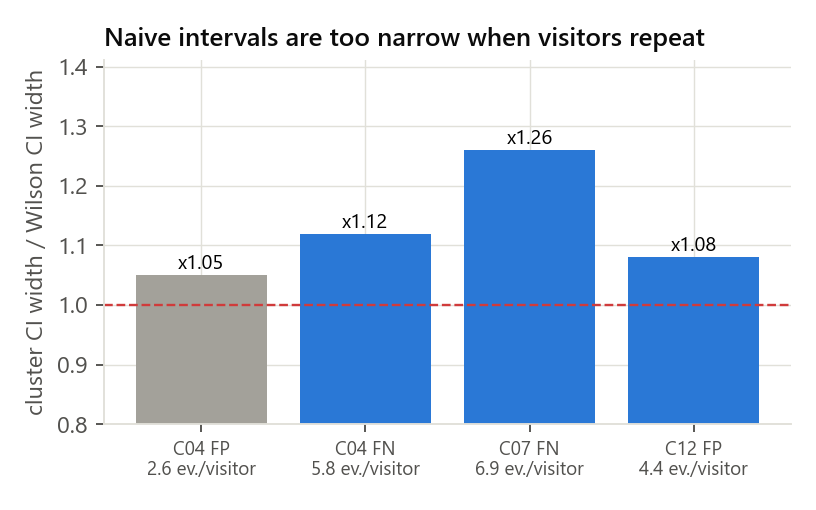 Naive intervals are too narrow when visitors repeat
cluster CI width / Wilson CI width
1.4
1.3
1.2
1.1
1.0
0.9
0.8
x1.05
x1.12
x1.26
x1.08
C04 FP
2.6 ev./visitor
C04 FN
5.8 ev./visitor
C07 FN
6.9 ev./visitor
C12 FP
4.4 ev./visitor